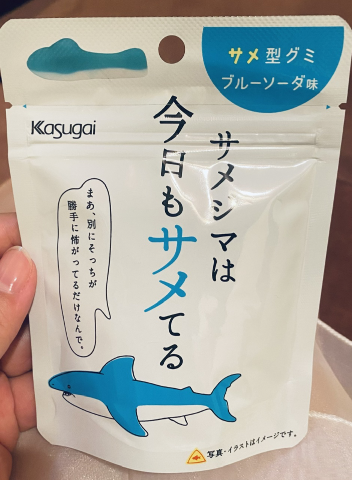 サメ型グミ
ブルーソーダ味
Kasugai
サメジマは
今日もサメてる
まあ、別にそっちが
勝手に怖がってるだけなんで。
写真・イラストはイメージです。